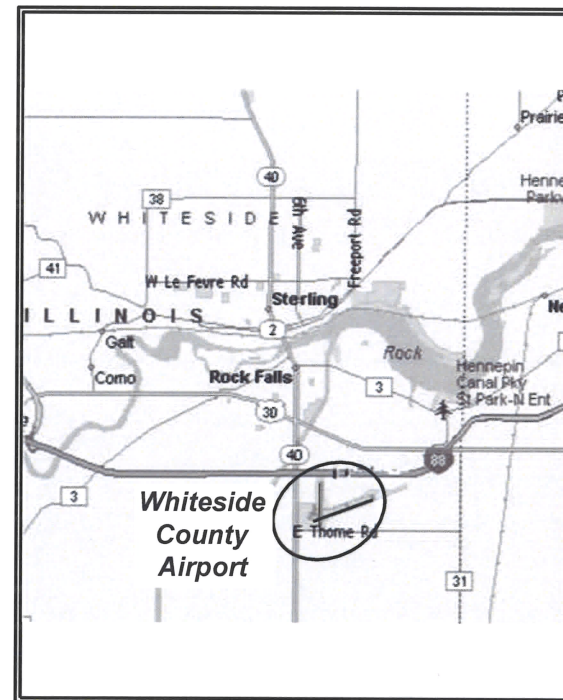 Prairie
40
Henne
Parkw
38
6th Ave
Freeport Rd
WHITESIDE
41
W Le Feure Rd
Sterling
ILLINOIS
2
Galt
Rock
Como
Rock Falls
3
Hennepin
Canal Pky
St Park-N Ent
30
40
88
3
Whiteside
County
Airport
E Thome Rd
31